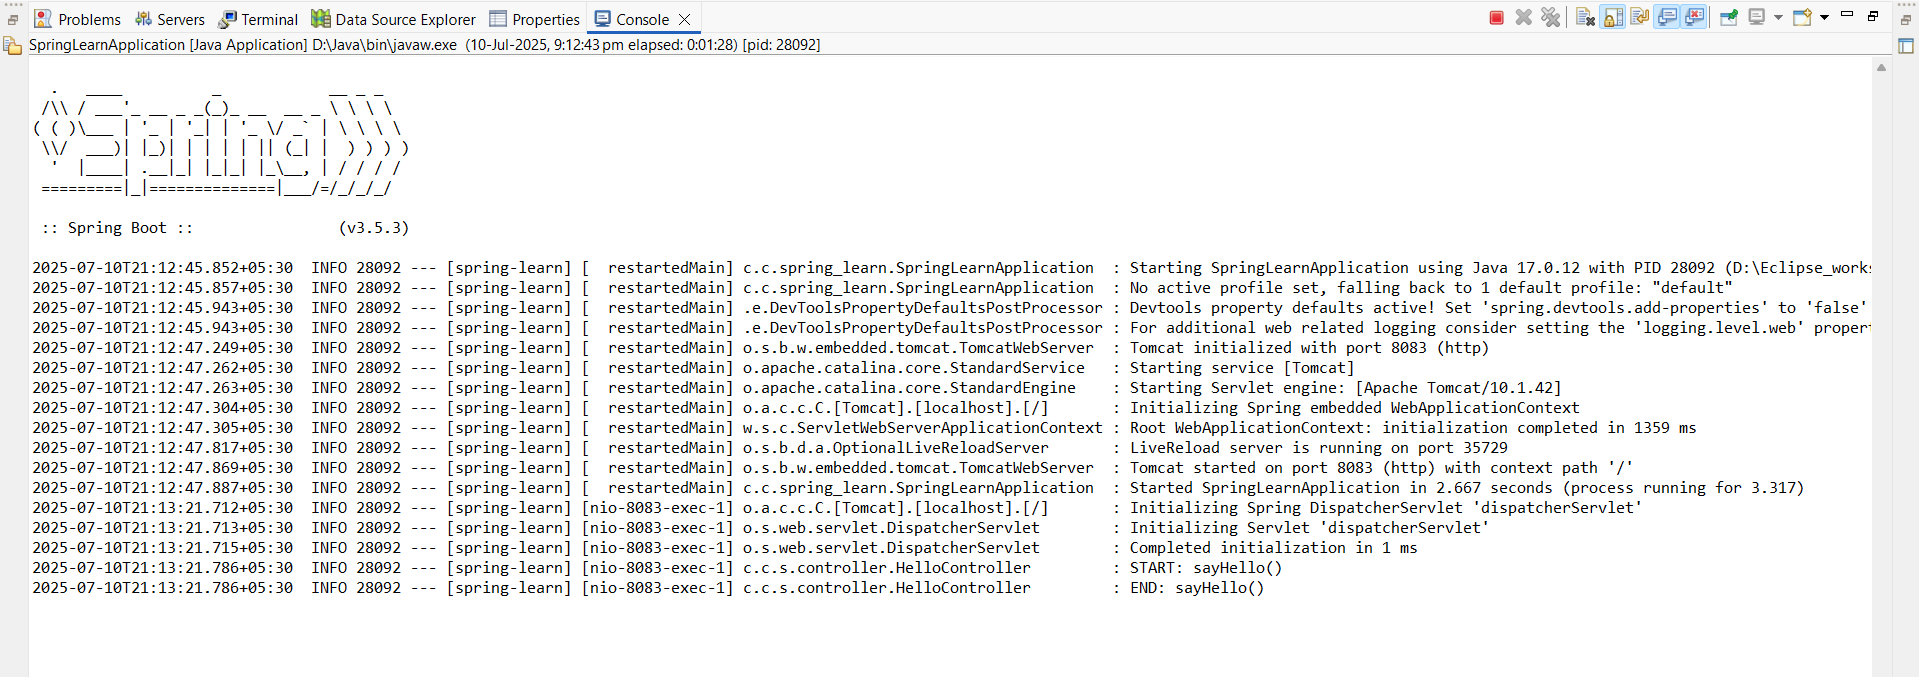 Problems Servers Terminal Data Source Explorer Properties Console
SpringLearnApplication [Java Application] D:\Java\bin\javaw.exe (10-Jul-2025, 9:12:43 pm elapsed: 0:01:28) [pid: 28092]
  .   ____          _            __ _ _
 /\\ / ___'_ __ _ _(_)_ __  __ _ \ \ \ \
( ( )\___ | '_ | '_| | '_ \/ _` | \ \ \ \
 \\/  ___)| |_)| | | | | || (_| |  ) ) ) )
  '  |____| .__|_| |_|_| |_\__, | / / / /
 =========|_|==============|___/=/_/_/_/
 :: Spring Boot ::                (v3.5.3)
2025-07-10T21:12:45.852+05:30  INFO 28092 --- [spring-learn] [  restartedMain] c.c.spring_learn.SpringLearnApplication  : Starting SpringLearnApplication using Java 17.0.12 with PID 28092 (D:\Eclipse_works
2025-07-10T21:12:45.857+05:30  INFO 28092 --- [spring-learn] [  restartedMain] c.c.spring_learn.SpringLearnApplication  : No active profile set, falling back to 1 default profile: "default"
2025-07-10T21:12:45.943+05:30  INFO 28092 --- [spring-learn] [  restartedMain] .e.DevToolsPropertyDefaultsPostProcessor : Devtools property defaults active! Set 'spring.devtools.add-properties' to 'false'
2025-07-10T21:12:45.943+05:30  INFO 28092 --- [spring-learn] [  restartedMain] .e.DevToolsPropertyDefaultsPostProcessor : For additional web related logging consider setting the 'logging.level.web' propert
2025-07-10T21:12:47.249+05:30  INFO 28092 --- [spring-learn] [  restartedMain] o.s.b.w.embedded.tomcat.TomcatWebServer  : Tomcat initialized with port 8083 (http)
2025-07-10T21:12:47.262+05:30  INFO 28092 --- [spring-learn] [  restartedMain] o.apache.catalina.core.StandardService   : Starting service [Tomcat]
2025-07-10T21:12:47.263+05:30  INFO 28092 --- [spring-learn] [  restartedMain] o.apache.catalina.core.StandardEngine    : Starting Servlet engine: [Apache Tomcat/10.1.42]
2025-07-10T21:12:47.304+05:30  INFO 28092 --- [spring-learn] [  restartedMain] o.a.c.c.C.[Tomcat].[localhost].[/]       : Initializing Spring embedded WebApplicationContext
2025-07-10T21:12:47.305+05:30  INFO 28092 --- [spring-learn] [  restartedMain] w.s.c.ServletWebServerApplicationContext : Root WebApplicationContext: initialization completed in 1359 ms
2025-07-10T21:12:47.817+05:30  INFO 28092 --- [spring-learn] [  restartedMain] o.s.b.d.a.OptionalLiveReloadServer       : LiveReload server is running on port 35729
2025-07-10T21:12:47.869+05:30  INFO 28092 --- [spring-learn] [  restartedMain] o.s.b.w.embedded.tomcat.TomcatWebServer  : Tomcat started on port 8083 (http) with context path '/'
2025-07-10T21:12:47.887+05:30  INFO 28092 --- [spring-learn] [  restartedMain] c.c.spring_learn.SpringLearnApplication  : Started SpringLearnApplication in 2.667 seconds (process running for 3.317)
2025-07-10T21:13:21.712+05:30  INFO 28092 --- [spring-learn] [nio-8083-exec-1] o.a.c.c.C.[Tomcat].[localhost].[/]       : Initializing Spring DispatcherServlet 'dispatcherServlet'
2025-07-10T21:13:21.713+05:30  INFO 28092 --- [spring-learn] [nio-8083-exec-1] o.s.web.servlet.DispatcherServlet        : Initializing Servlet 'dispatcherServlet'
2025-07-10T21:13:21.715+05:30  INFO 28092 --- [spring-learn] [nio-8083-exec-1] o.s.web.servlet.DispatcherServlet        : Completed initialization in 1 ms
2025-07-10T21:13:21.786+05:30  INFO 28092 --- [spring-learn] [nio-8083-exec-1] c.c.s.controller.HelloController         : START: sayHello()
2025-07-10T21:13:21.786+05:30  INFO 28092 --- [spring-learn] [nio-8083-exec-1] c.c.s.controller.HelloController         : END: sayHello()